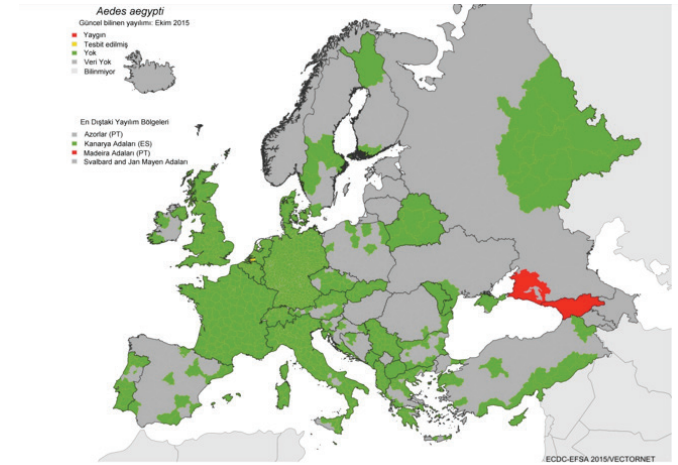 Aedes aegypti
Güncel bilinen yayılımı: Ekim 2015
Yaygın
Tesbit edilmiş
Yok
Veri Yok
Bilinmiyor
En Dıştaki Yayılım Bölgeleri
Azorlar (PT)
Kanarya Adaları (ES)
Madeira Adaları (PT)
Svalbard and Jan Mayen Adaları
ECDC-EFSA 2015/VECTORNET